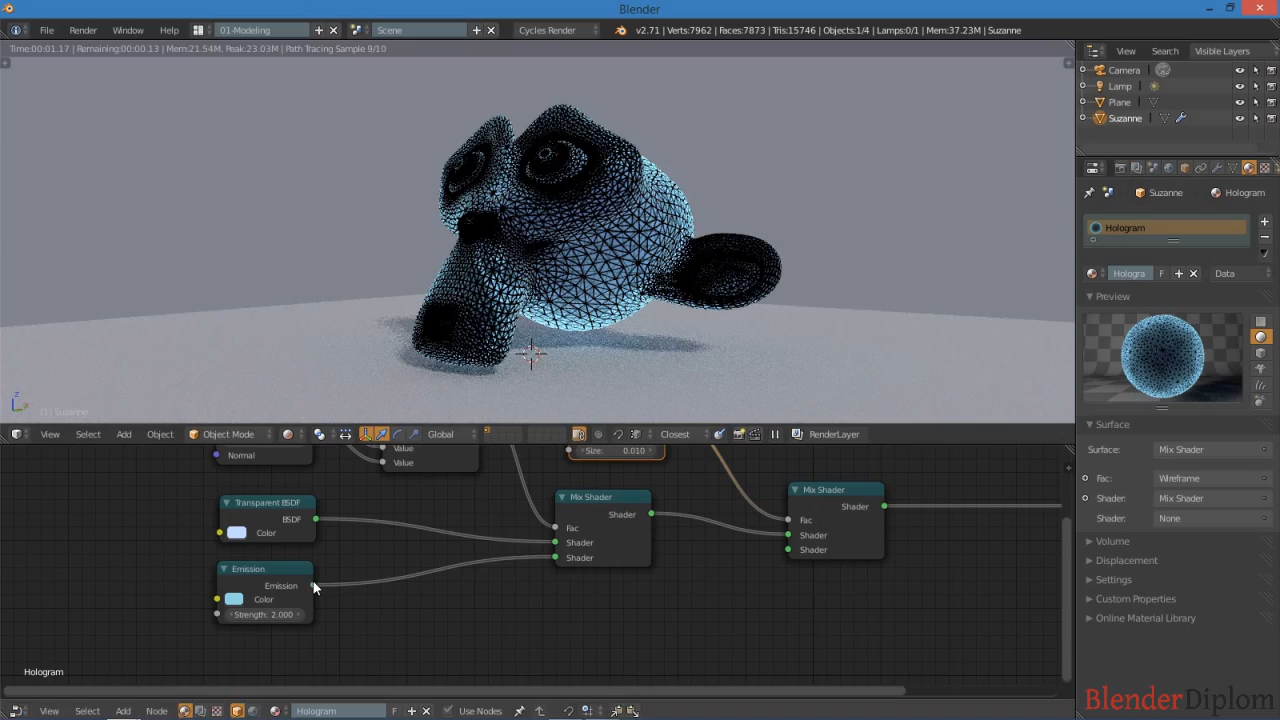 Blender
File Render Window Help 01-Modeling Scene Cycles Render v2.71 | Verts:7962 | Faces:7873 | Tris:15746 | Objects:1/4 | Lamps:0/1 | Mem:37.23M | Suzanne
Time:00:01.17 | Remaining:00:00.13 | Mem:21.54M, Peak:23.03M | Path Tracing Sample 9/10
View Search Visible Layers
Camera
Lamp
Plane
Suzanne
Suzanne Hologram
Hologram
Hologra F Data
Preview
(1) Suzanne
View Select Add Object Object Mode Global Closest RenderLayer
Surface
Surface: Mix Shader
Fac: Wireframe
Shader: Mix Shader
Shader: None
Volume
Displacement
Settings
Custom Properties
Online Material Library
Normal
Value
Value
Size: 0.010
Transparent BSDF
BSDF
Color
Emission
Emission
Color
Strength: 2.000
Mix Shader
Shader
Fac
Shader
Shader
Mix Shader
Shader
Fac
Shader
Shader
Hologram
View Select Add Node Hologram F Use Nodes
BlenderDiplom